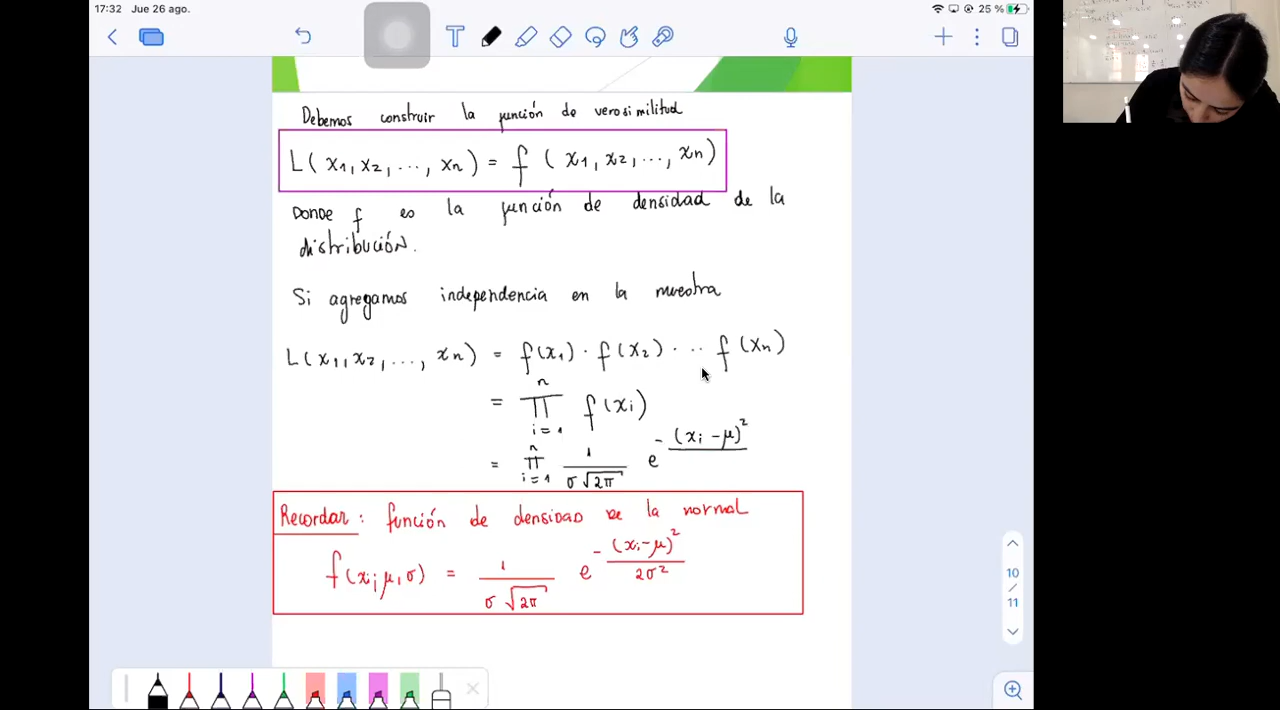 17:32 Jue 26 ago.
25 %
Debemos construir la función de verosimilitud
L(x1, x2, ..., xn) = f (x1, x2, ..., xn)
Donde f es la función de densidad de la
distribución.
Si agregamos independencia en la muestra
L(x1, x2, ..., xn) = f(x1) · f(x2) · ·· f(xn)
= ∏_{i=1}^{n} f(xi)
= ∏_{i=1}^{n} 1/(σ√2π) e^-(xi-μ)²
Recordar: función de densidad de la normal
f(x; μ, σ) = 1/(σ√2π) e^-(xi-μ)²/2σ²
10
/
11